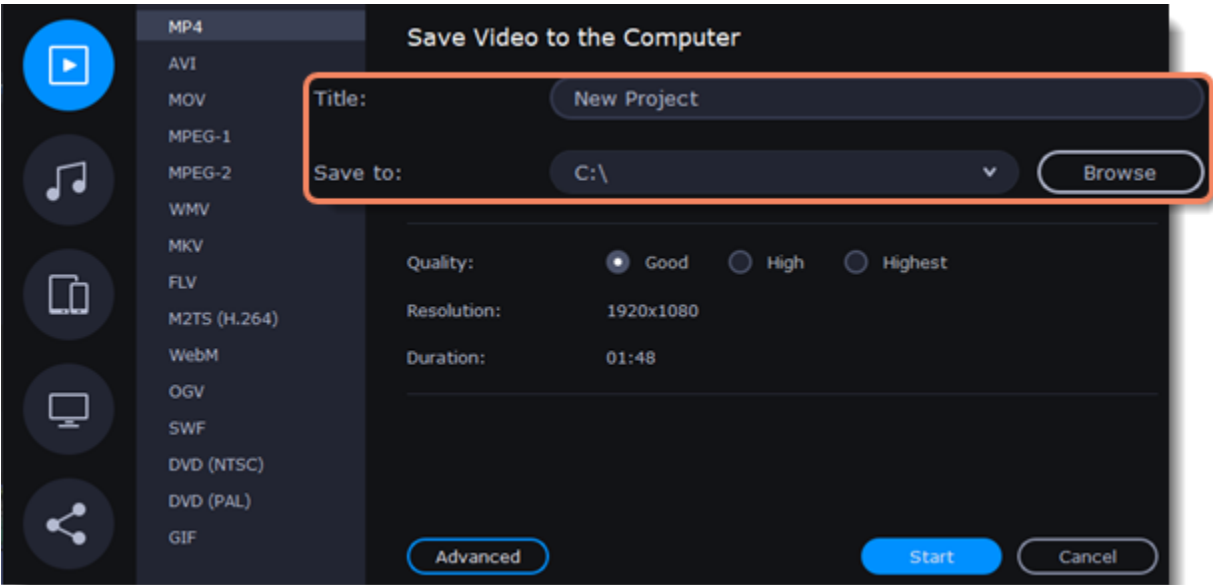 MP4
AVI
MOV
MPEG-1
MPEG-2
WMV
MKV
FLV
M2TS (H.264)
WebM
OGV
SWF
DVD (NTSC)
DVD (PAL)
GIF
Save Video to the Computer
Title: New Project
Save to: C:\ Browse
Quality: Good High Highest
Resolution: 1920x1080
Duration: 01:48
Advanced Start Cancel